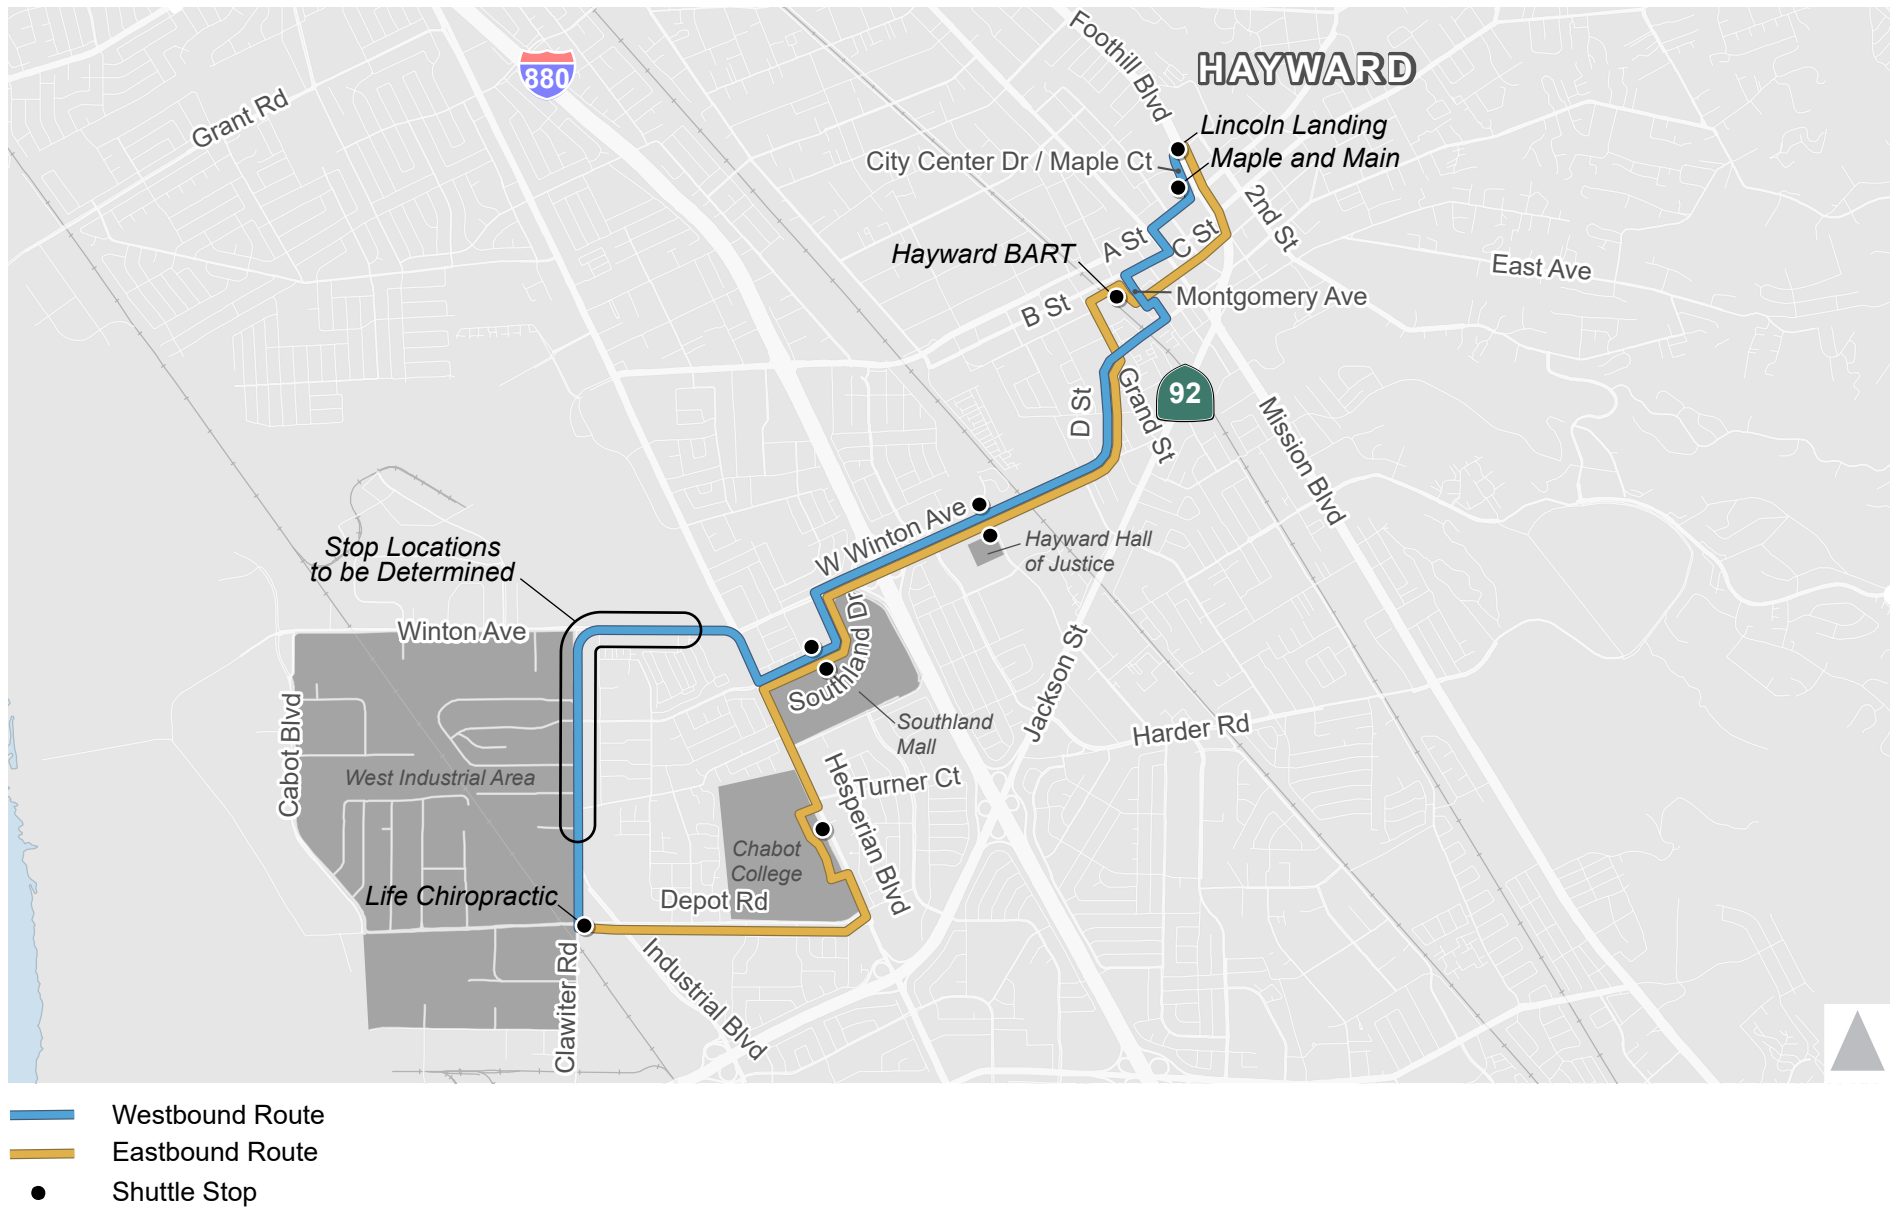 Foothill Blvd
HAYWARD
880
Grant Rd
Lincoln Landing
City Center Dr / Maple Ct
Maple and Main
2nd St
A St
C St
Hayward BART
East Ave
Montgomery Ave
B St
92
Grand St
D St
Mission Blvd
W Winton Ave
Hayward Hall
of Justice
Stop Locations
to be Determined
Winton Ave
Southland Dr
Jackson St
Cabot Blvd
Southland
Mall
Harder Rd
West Industrial Area
Turner Ct
Hesperian Blvd
Chabot
College
Life Chiropractic
Depot Rd
Clawiter Rd
Industrial Blvd
Westbound Route
Eastbound Route
Shuttle Stop